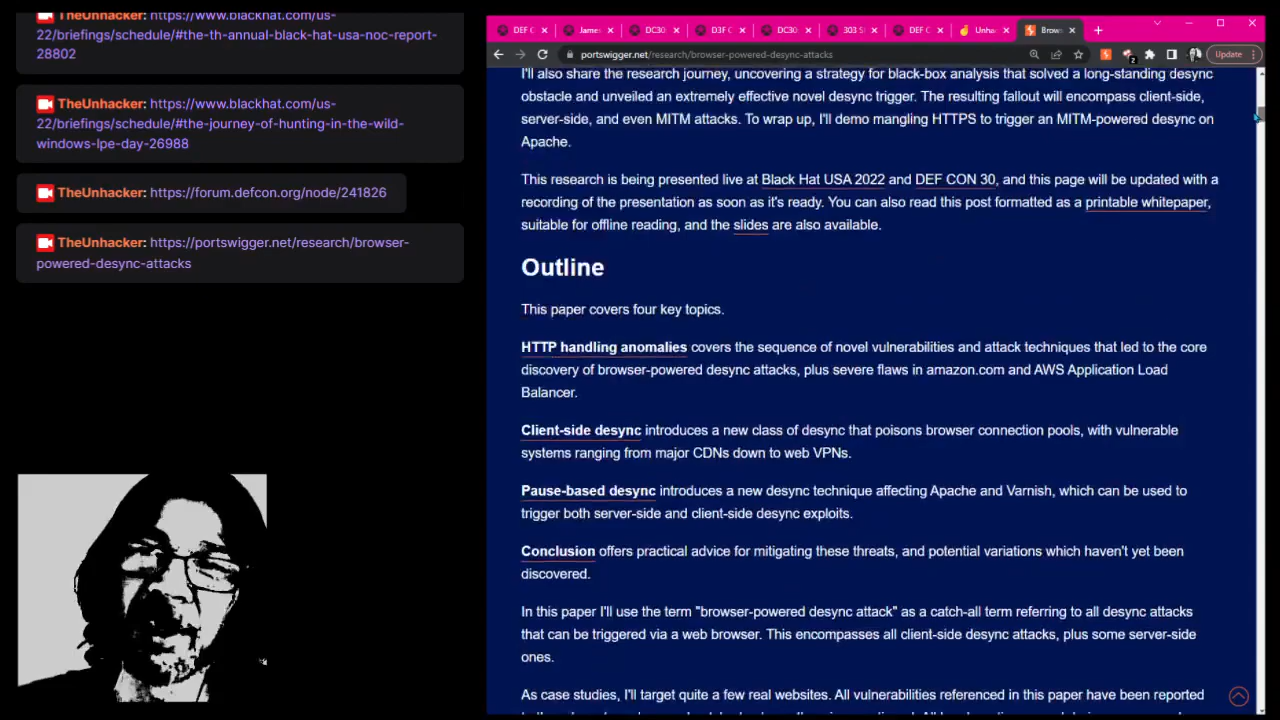 https://www.blackhat.com/us-
22/briefings/schedule/#the-th-annual-black-hat-usa-noc-report-
28802
TheUnhacker: https://www.blackhat.com/us-
22/briefings/schedule/#the-journey-of-hunting-in-the-wild-
windows-lpe-day-26988
TheUnhacker: https://forum.defcon.org/node/241826
TheUnhacker: https://portswigger.net/research/browser-
powered-desync-attacks
DEF C
James
DC30
D3F C
DC30
303 S
DEF C
Unha
Brow
portswigger.net/research/browser-powered-desync-attacks
2
Update
I'll also share the research journey, uncovering a strategy for black-box analysis that solved a long-standing desync
obstacle and unveiled an extremely effective novel desync trigger. The resulting fallout will encompass client-side,
server-side, and even MITM attacks. To wrap up, I'll demo mangling HTTPS to trigger an MITM-powered desync on
Apache.
This research is being presented live at Black Hat USA 2022 and DEF CON 30, and this page will be updated with a
recording of the presentation as soon as it's ready. You can also read this post formatted as a printable whitepaper,
suitable for offline reading, and the slides are also available.
Outline
This paper covers four key topics.
HTTP handling anomalies covers the sequence of novel vulnerabilities and attack techniques that led to the core
discovery of browser-powered desync attacks, plus severe flaws in amazon.com and AWS Application Load
Balancer.
Client-side desync introduces a new class of desync that poisons browser connection pools, with vulnerable
systems ranging from major CDNs down to web VPNs.
Pause-based desync introduces a new desync technique affecting Apache and Varnish, which can be used to
trigger both server-side and client-side desync exploits.
Conclusion offers practical advice for mitigating these threats, and potential variations which haven't yet been
discovered.
In this paper I'll use the term "browser-powered desync attack" as a catch-all term referring to all desync attacks
that can be triggered via a web browser. This encompasses all client-side desync attacks, plus some server-side
ones.
As case studies, I'll target quite a few real websites. All vulnerabilities referenced in this paper have been reported